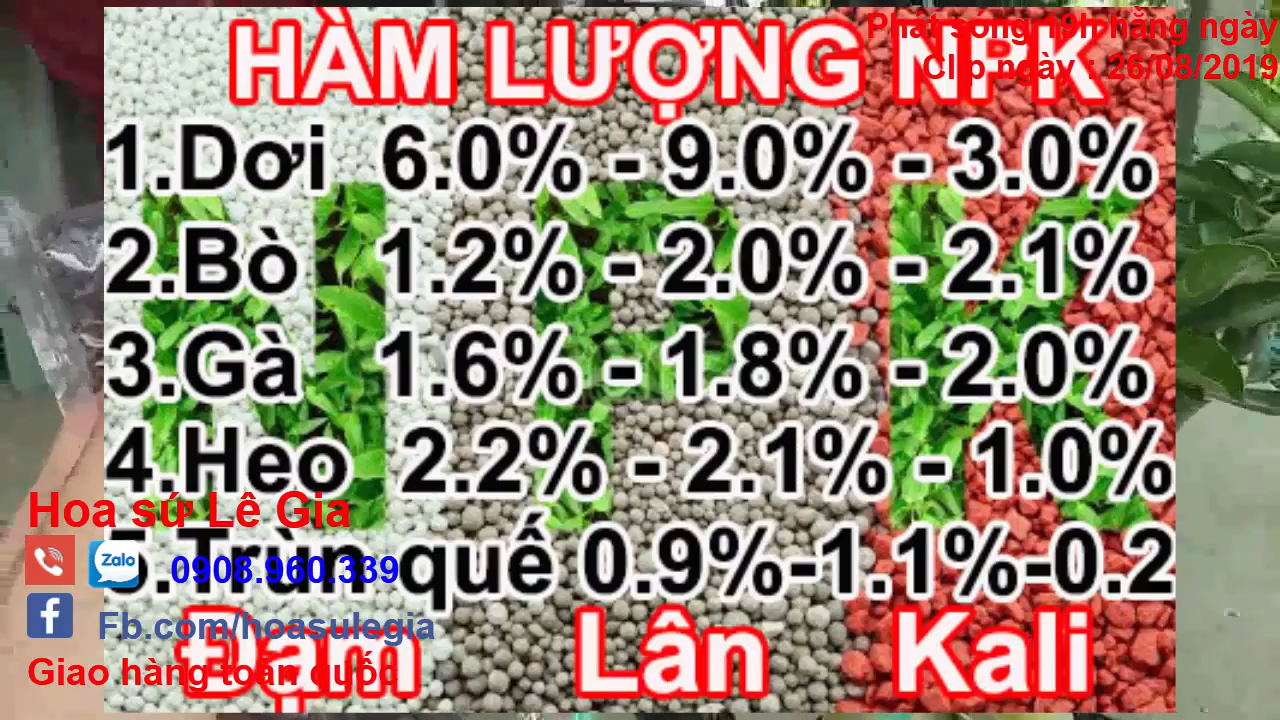 Phát sóng 19h hằng ngày
Clip ngày : 26/08/2019
HÀM LƯỢNG NPK
1.Dơi 6.0% - 9.0% - 3.0%
2.Bò 1.2% - 2.0% - 2.1%
3.Gà 1.6% - 1.8% - 2.0%
4.Heo 2.2% - 2.1% - 1.0%
Hoa sứ Lê Gia
5.Trùn quế 0.9%-1.1%-0.2
Zalo 0908.960.339
Fb.com/hoasulegia
Đạm Lân Kali
Giao hàng toàn quốc